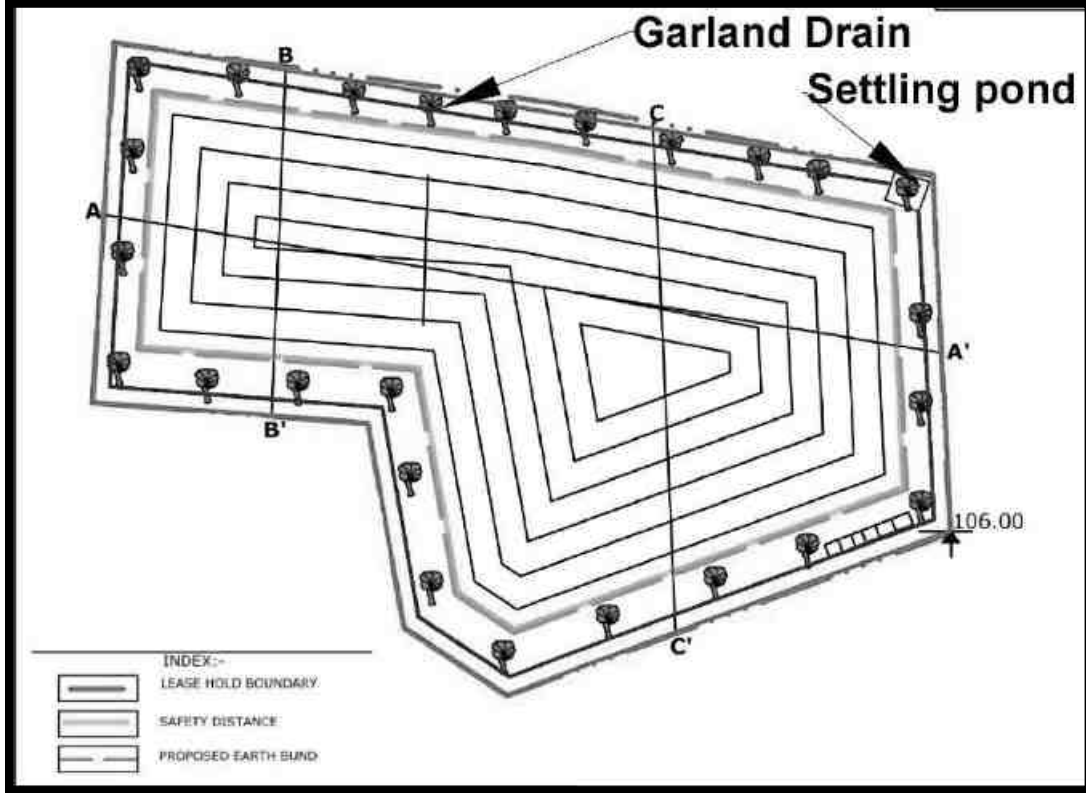 Garland Drain
Settling pond
B
C
A
A'
B'
106.00
C'
INDEX:-
LEASE HOLD BOUNDARY
SAFETY DISTANCE
PROPOSED EARTH BUND